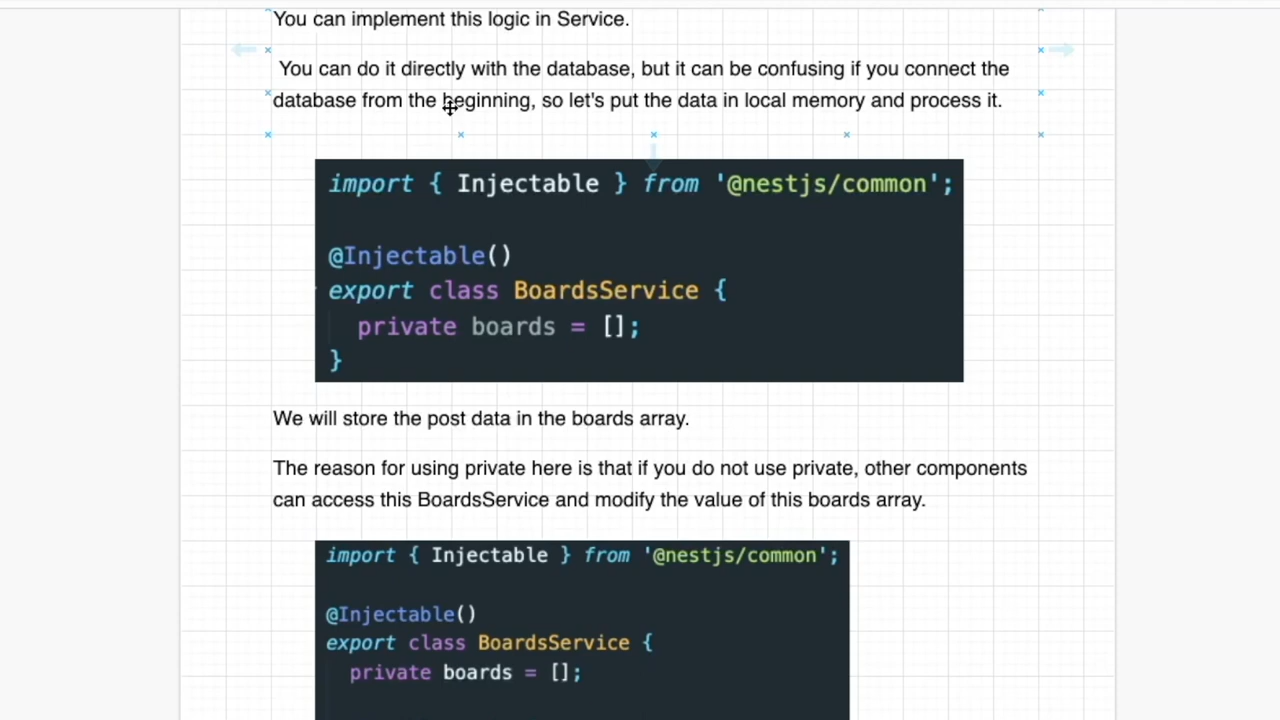 You can implement this logic in Service.
You can do it directly with the database, but it can be confusing if you connect the
database from the beginning, so let's put the data in local memory and process it.
import { Injectable } from '@nestjs/common';
@Injectable()
export class BoardsService {
private boards = [];
}
We will store the post data in the boards array.
The reason for using private here is that if you do not use private, other components
can access this BoardsService and modify the value of this boards array.
import { Injectable } from '@nestjs/common';
@Injectable()
export class BoardsService {
private boards = [];